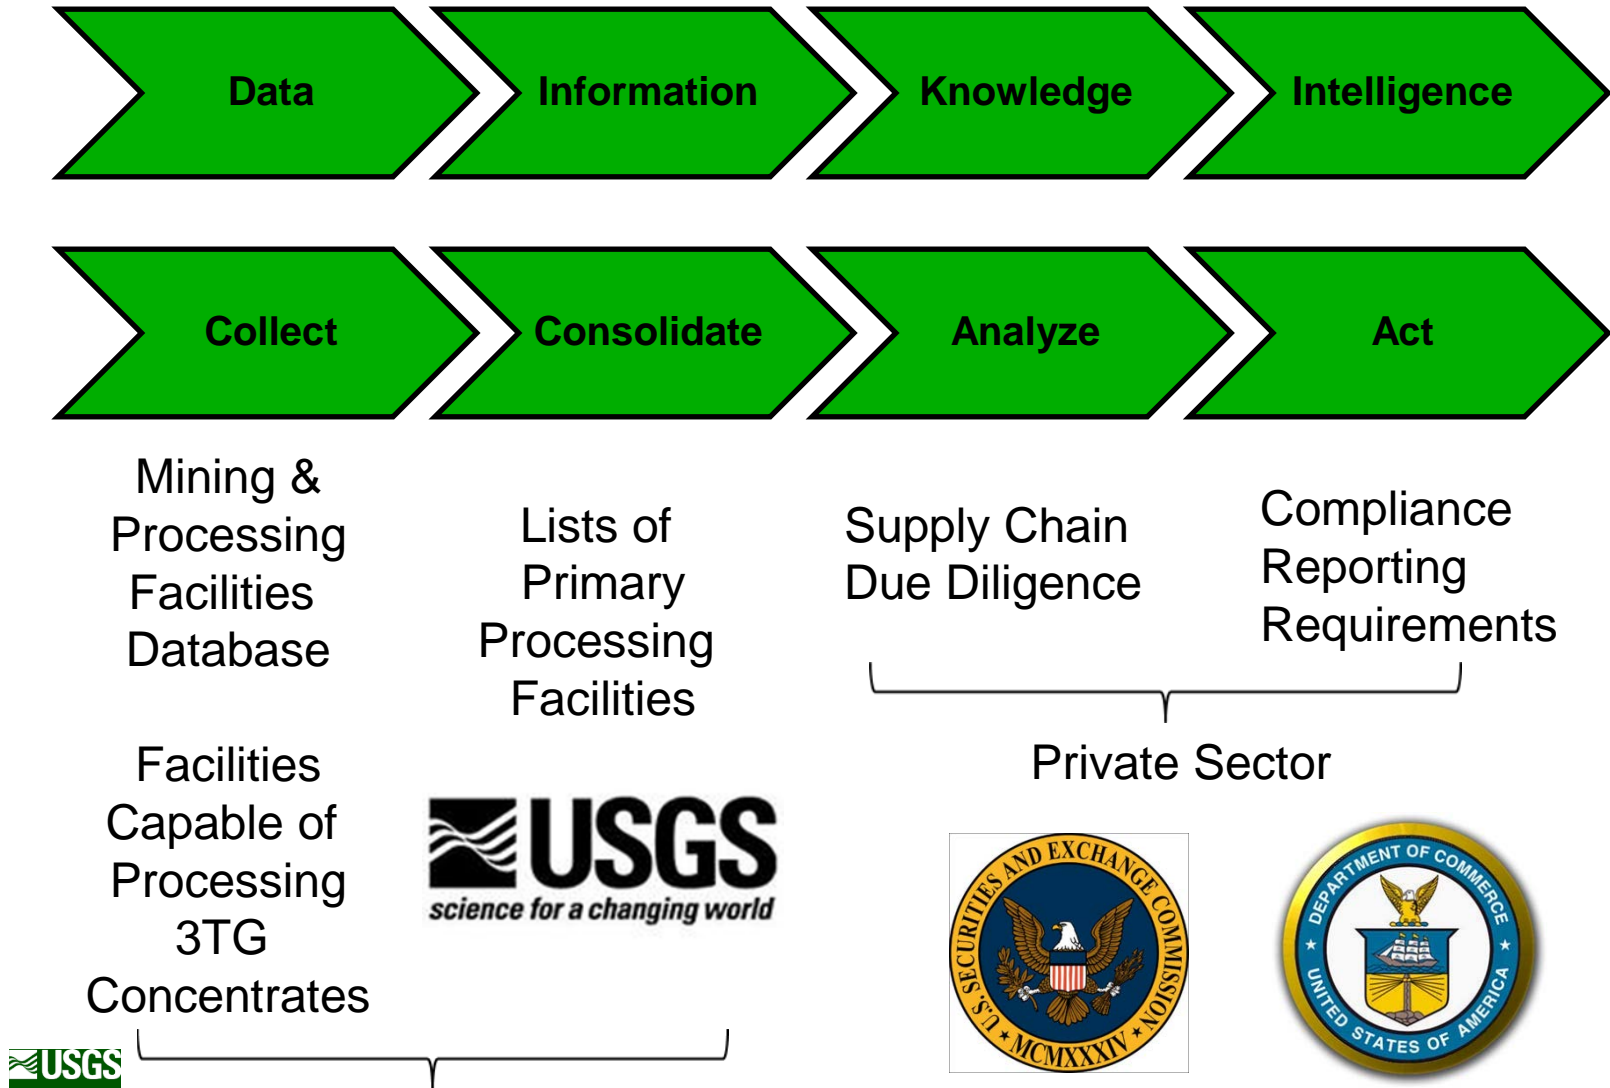 Data
Information
Knowledge
Intelligence
Collect
Consolidate
Analyze
Act
Mining &
Processing
Facilities
Database
Facilities
Capable of
Processing
3TG
Concentrates
Lists of
Primary
Processing
Facilities
USGS
science for a changing world
Supply Chain
Due Diligence
Compliance
Reporting
Requirements
Private Sector
U.S. SECURITIES AND EXCHANGE COMMISSION
MCMXXXIV
DEPARTMENT OF COMMERCE
UNITED STATES OF AMERICA
USGS